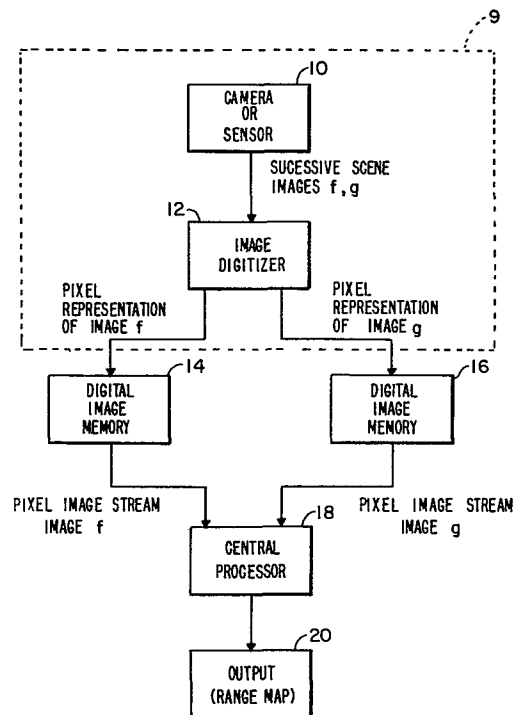 9
10
CAMERA
OR
SENSOR
SUCESSIVE SCENE
IMAGES f,g
12
IMAGE
DIGITIZER
PIXEL
REPRESENTATION
OF IMAGE f
PIXEL
REPRESENTATION
OF IMAGE g
14
DIGITAL
IMAGE
MEMORY
16
DIGITAL
IMAGE
MEMORY
PIXEL IMAGE STREAM
IMAGE f
PIXEL IMAGE STREAM
IMAGE g
18
CENTRAL
PROCESSOR
20
OUTPUT
(RANGE MAP)